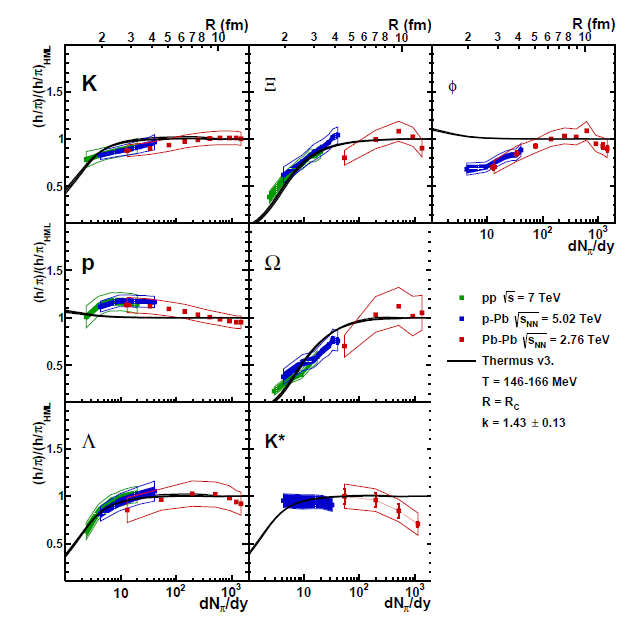 R (fm) R (fm) R (fm)
2 3 4 5 6 7 8 10 2 3 4 5 6 7 8 10 2 3 4 5 6 7 8 10
(h/π)/(h/π)HML
K Ξ ϕ
1.5
1
0.5
10 10² 10³
dNπ/dy
(h/π)/(h/π)HML
p Ω
1.5
1
0.5
pp √s = 7 TeV
p-Pb √sNN = 5.02 TeV
Pb-Pb √sNN = 2.76 TeV
Thermus v3.
T = 146-166 MeV
R = RC
k = 1.43 ± 0.13
(h/π)/(h/π)HML
Λ K*
1.5
1
0.5
10 10² 10³ 10 10² 10³
dNπ/dy dNπ/dy